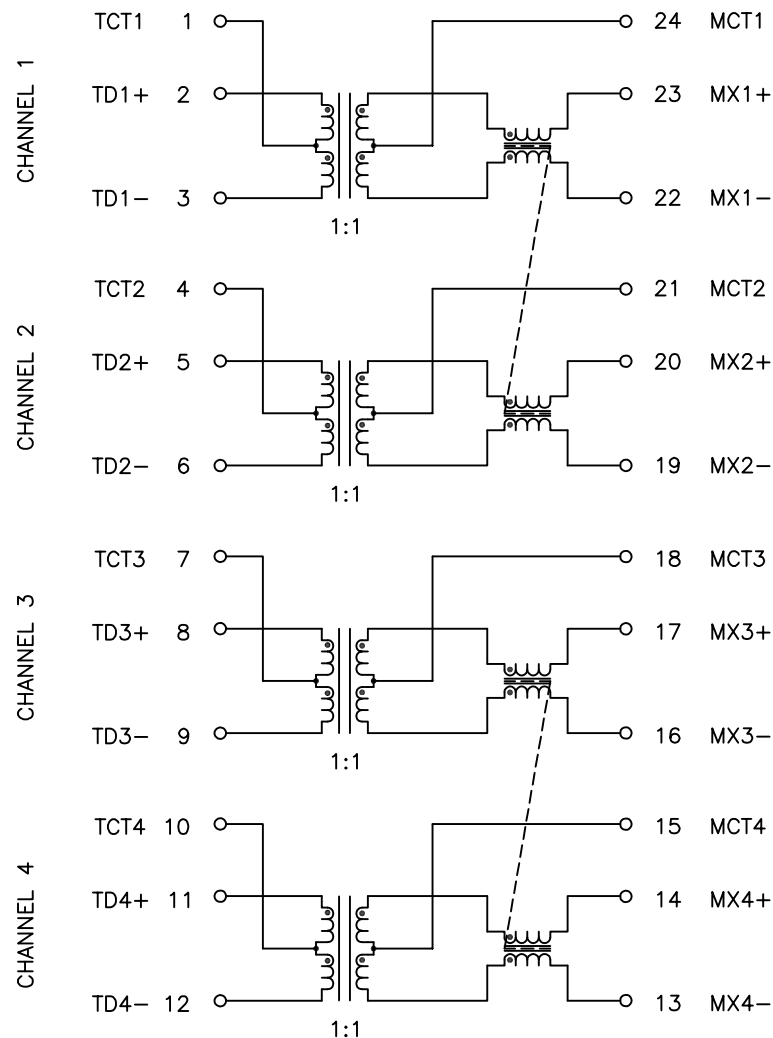 CHANNEL 1
TCT1 1 24 MCT1
TD1+ 2 23 MX1+
TD1− 3 22 MX1−
1:1
CHANNEL 2
TCT2 4 21 MCT2
TD2+ 5 20 MX2+
TD2− 6 19 MX2−
1:1
CHANNEL 3
TCT3 7 18 MCT3
TD3+ 8 17 MX3+
TD3− 9 16 MX3−
1:1
CHANNEL 4
TCT4 10 15 MCT4
TD4+ 11 14 MX4+
TD4− 12 13 MX4−
1:1